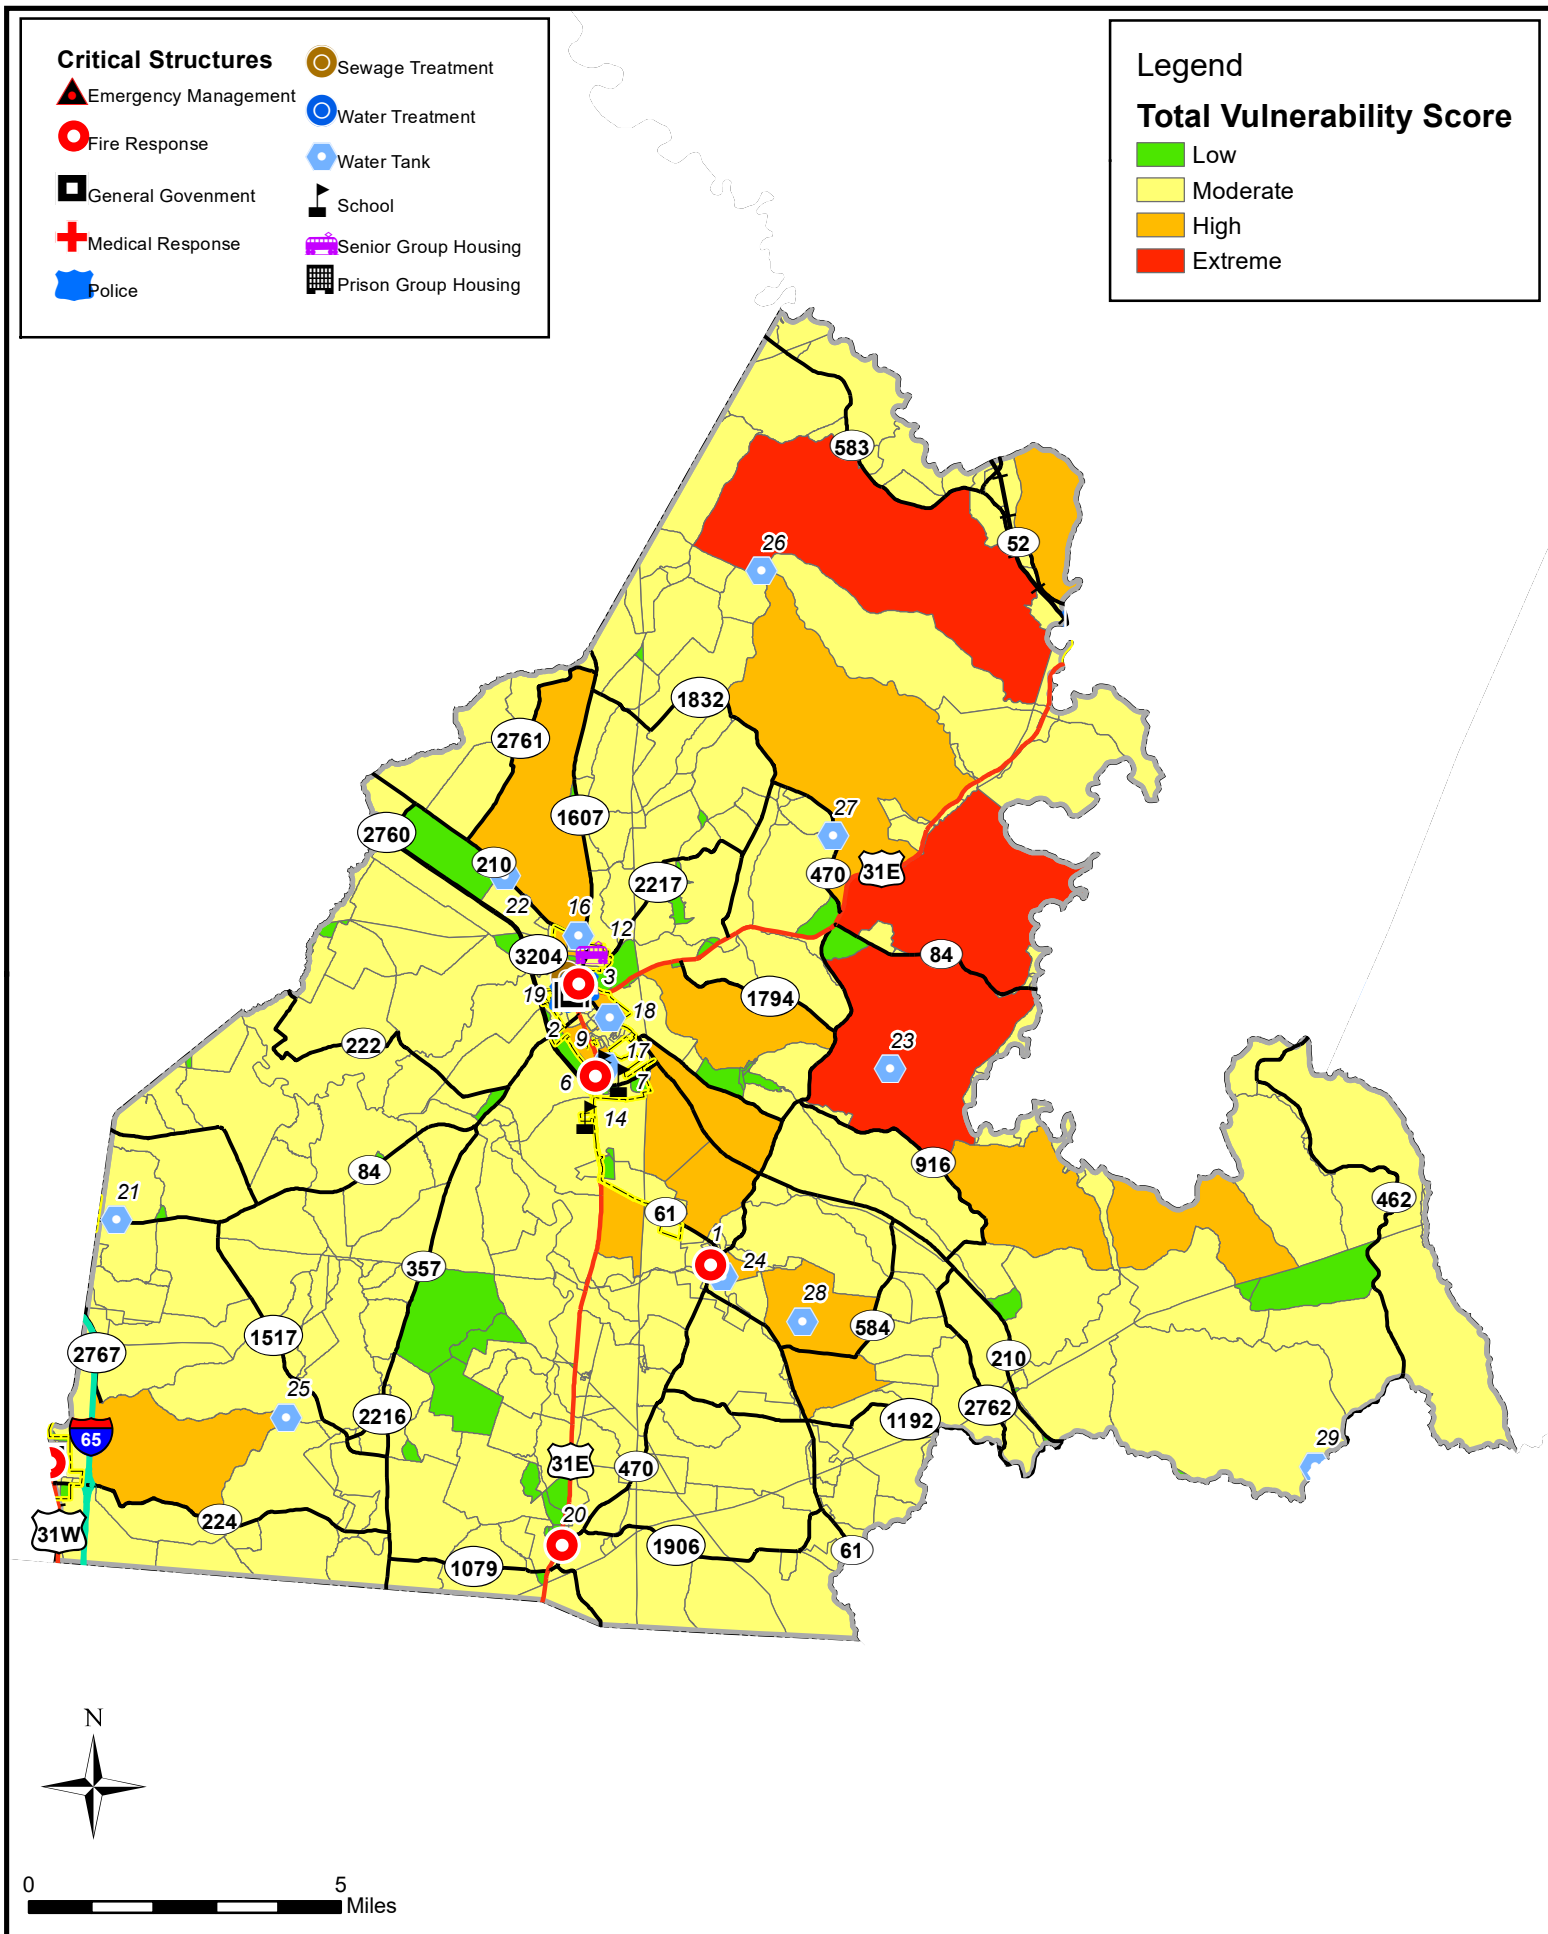 Critical Structures
Emergency Management
Fire Response
General Govenment
Medical Response
Police
Sewage Treatment
Water Treatment
Water Tank
School
Senior Group Housing
Prison Group Housing
Legend
Total Vulnerability Score
Low
Moderate
High
Extreme
583
52
26
1832
2761
1607
27
2760
210
470
31E
2217
22
16
12
3204
84
3
19
1794
18
2
222
9
23
17
6
7
14
916
84
21
462
61
1
357
24
28
1517
584
2767
210
25
2216
2762
1192
65
29
31E
470
20
224
31W
1906
61
1079
N
0
5
Miles